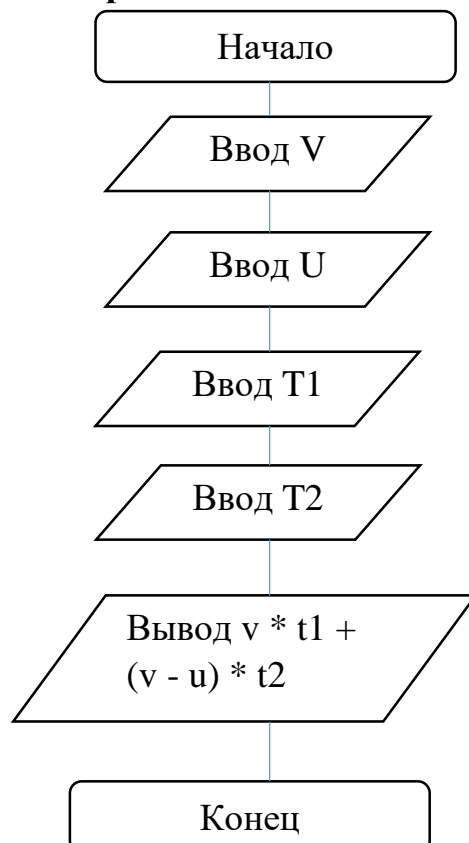 Начало
Ввод V
Ввод U
Ввод T1
Ввод T2
Вывод v * t1 +
(v - u) * t2
Конец